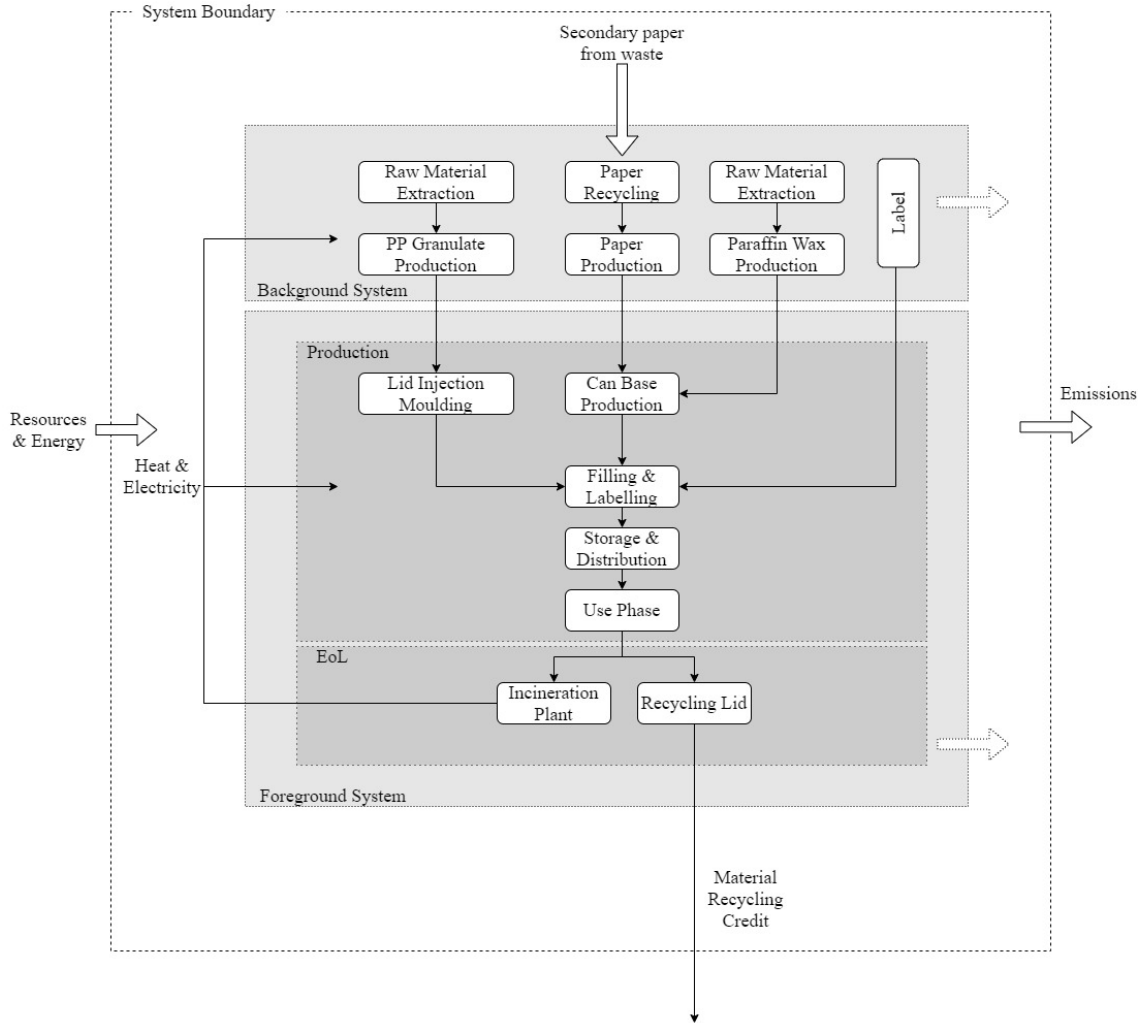 System Boundary
Secondary paper
from waste
Raw Material
Extraction
Paper
Recycling
Raw Material
Extraction
Label
PP Granulate
Production
Paper
Production
Paraffin Wax
Production
Background System
Production
Lid Injection
Moulding
Can Base
Production
Resources
& Energy
Emissions
Heat &
Electricity
Filling &
Labelling
Storage &
Distribution
Use Phase
EoL
Incineration
Plant
Recycling Lid
Foreground System
Material
Recycling
Credit